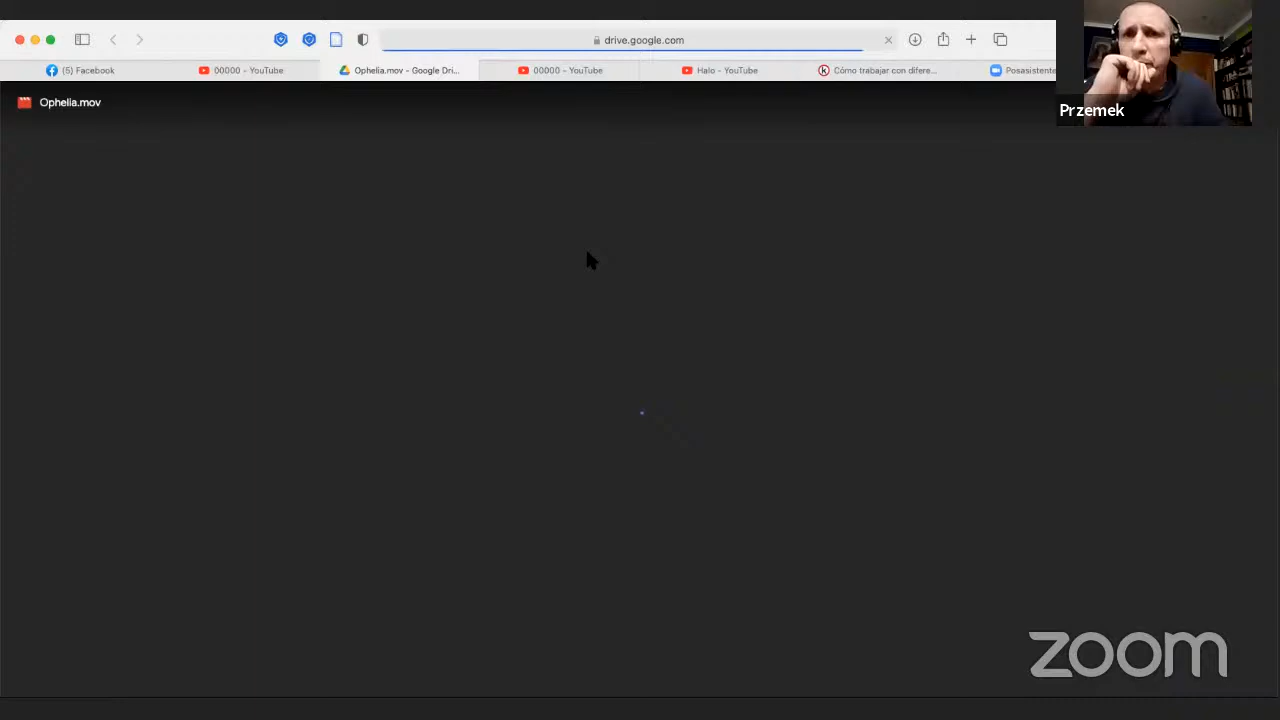 drive.google.com
(5) Facebook
00000 - YouTube
Ophelia.mov - Google Dri...
00000 - YouTube
Halo - YouTube
Cómo trabajar con difere...
Posasistente
Ophelia.mov
Przemek
zoom